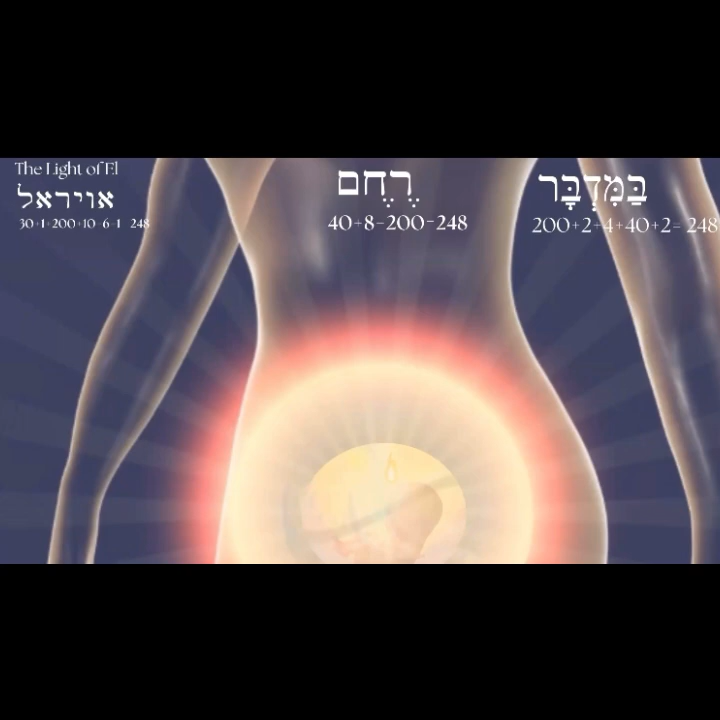 The Light of El
אויראל
30+1+200+10+6+1 248
רֶחֶם
40+8-200-248
בַּמִּדְבָּר
200+2+4+40+2= 248